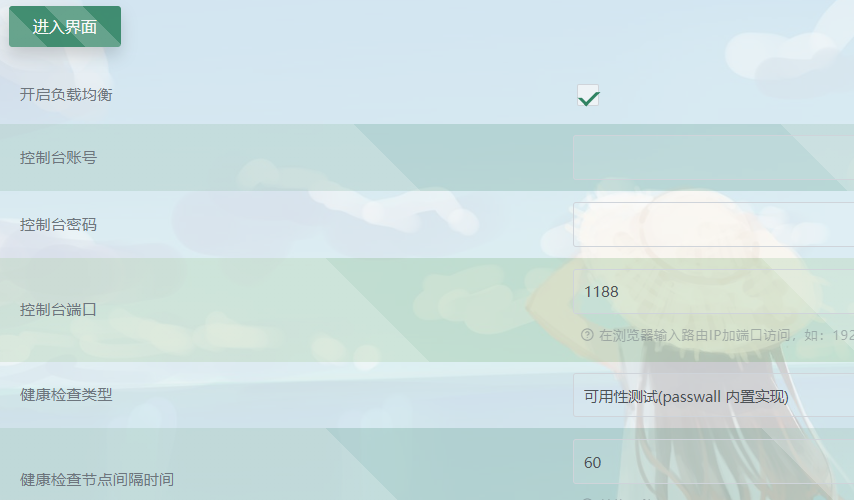 进入界面
开启负载均衡
控制台账号
控制台密码
控制台端口
1188
在浏览器输入路由IP加端口访问，如：192
健康检查类型
可用性测试(passwall 内置实现)
健康检查节点间隔时间
60